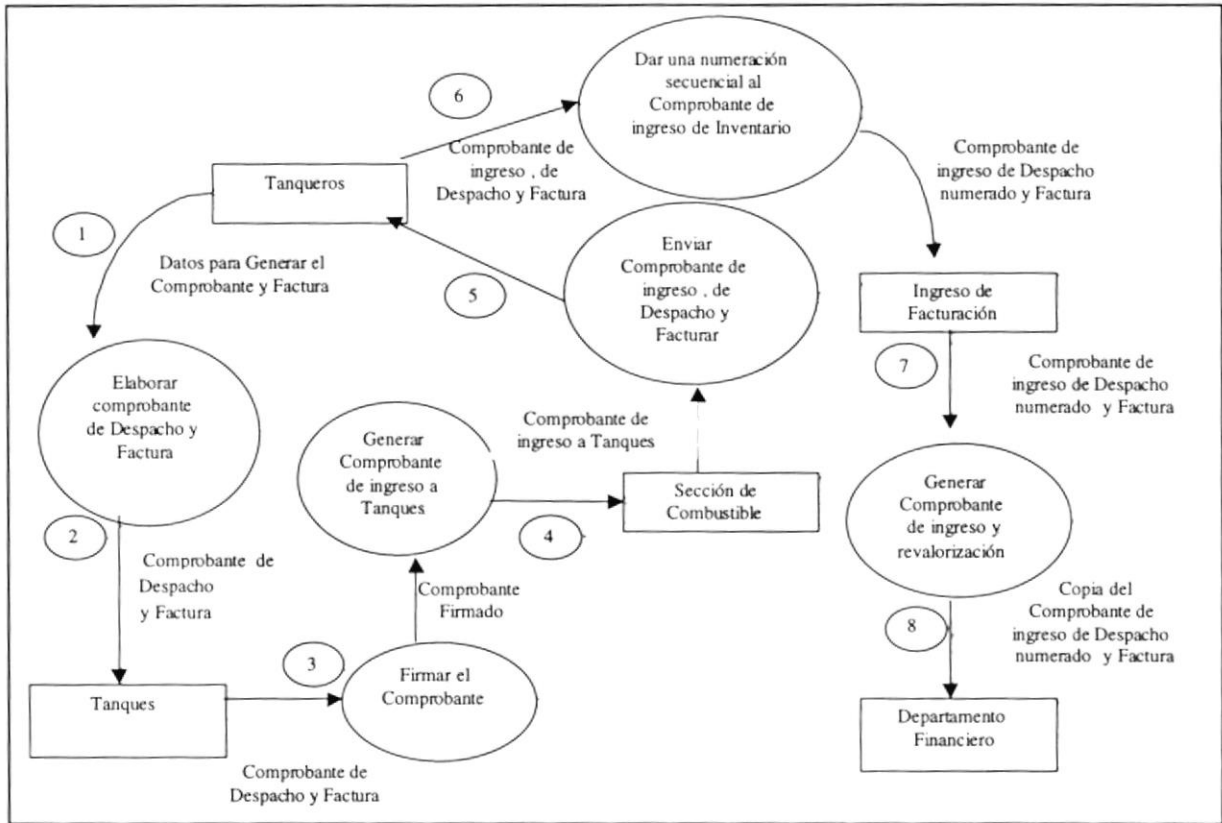 Dar una numeración
secuencial al
Comprobante de
ingreso de Inventario
6
Comprobante de
ingreso , de
Despacho y Factura
Comprobante de
ingreso de Despacho
numerado y Factura
Tanqueros
1
Datos para Generar el
Comprobante y Factura
5
Enviar
Comprobante de
ingreso , de
Despacho y
Facturar
Ingreso de
Facturación
7
Comprobante de
ingreso de Despacho
numerado y Factura
Elaborar
comprobante
de Despacho y
Factura
Generar
Comprobante
de ingreso a
Tanques
Comprobante de
ingreso a Tanques
Sección de
Combustible
4
Generar
Comprobante
de ingreso y
revalorización
2
Comprobante de
Despacho
y Factura
Comprobante
Firmado
Copia del
Comprobante de
ingreso de Despacho
numerado y Factura
8
3
Tanques
Firmar el
Comprobante
Departamento
Financiero
Comprobante de
Despacho y Factura